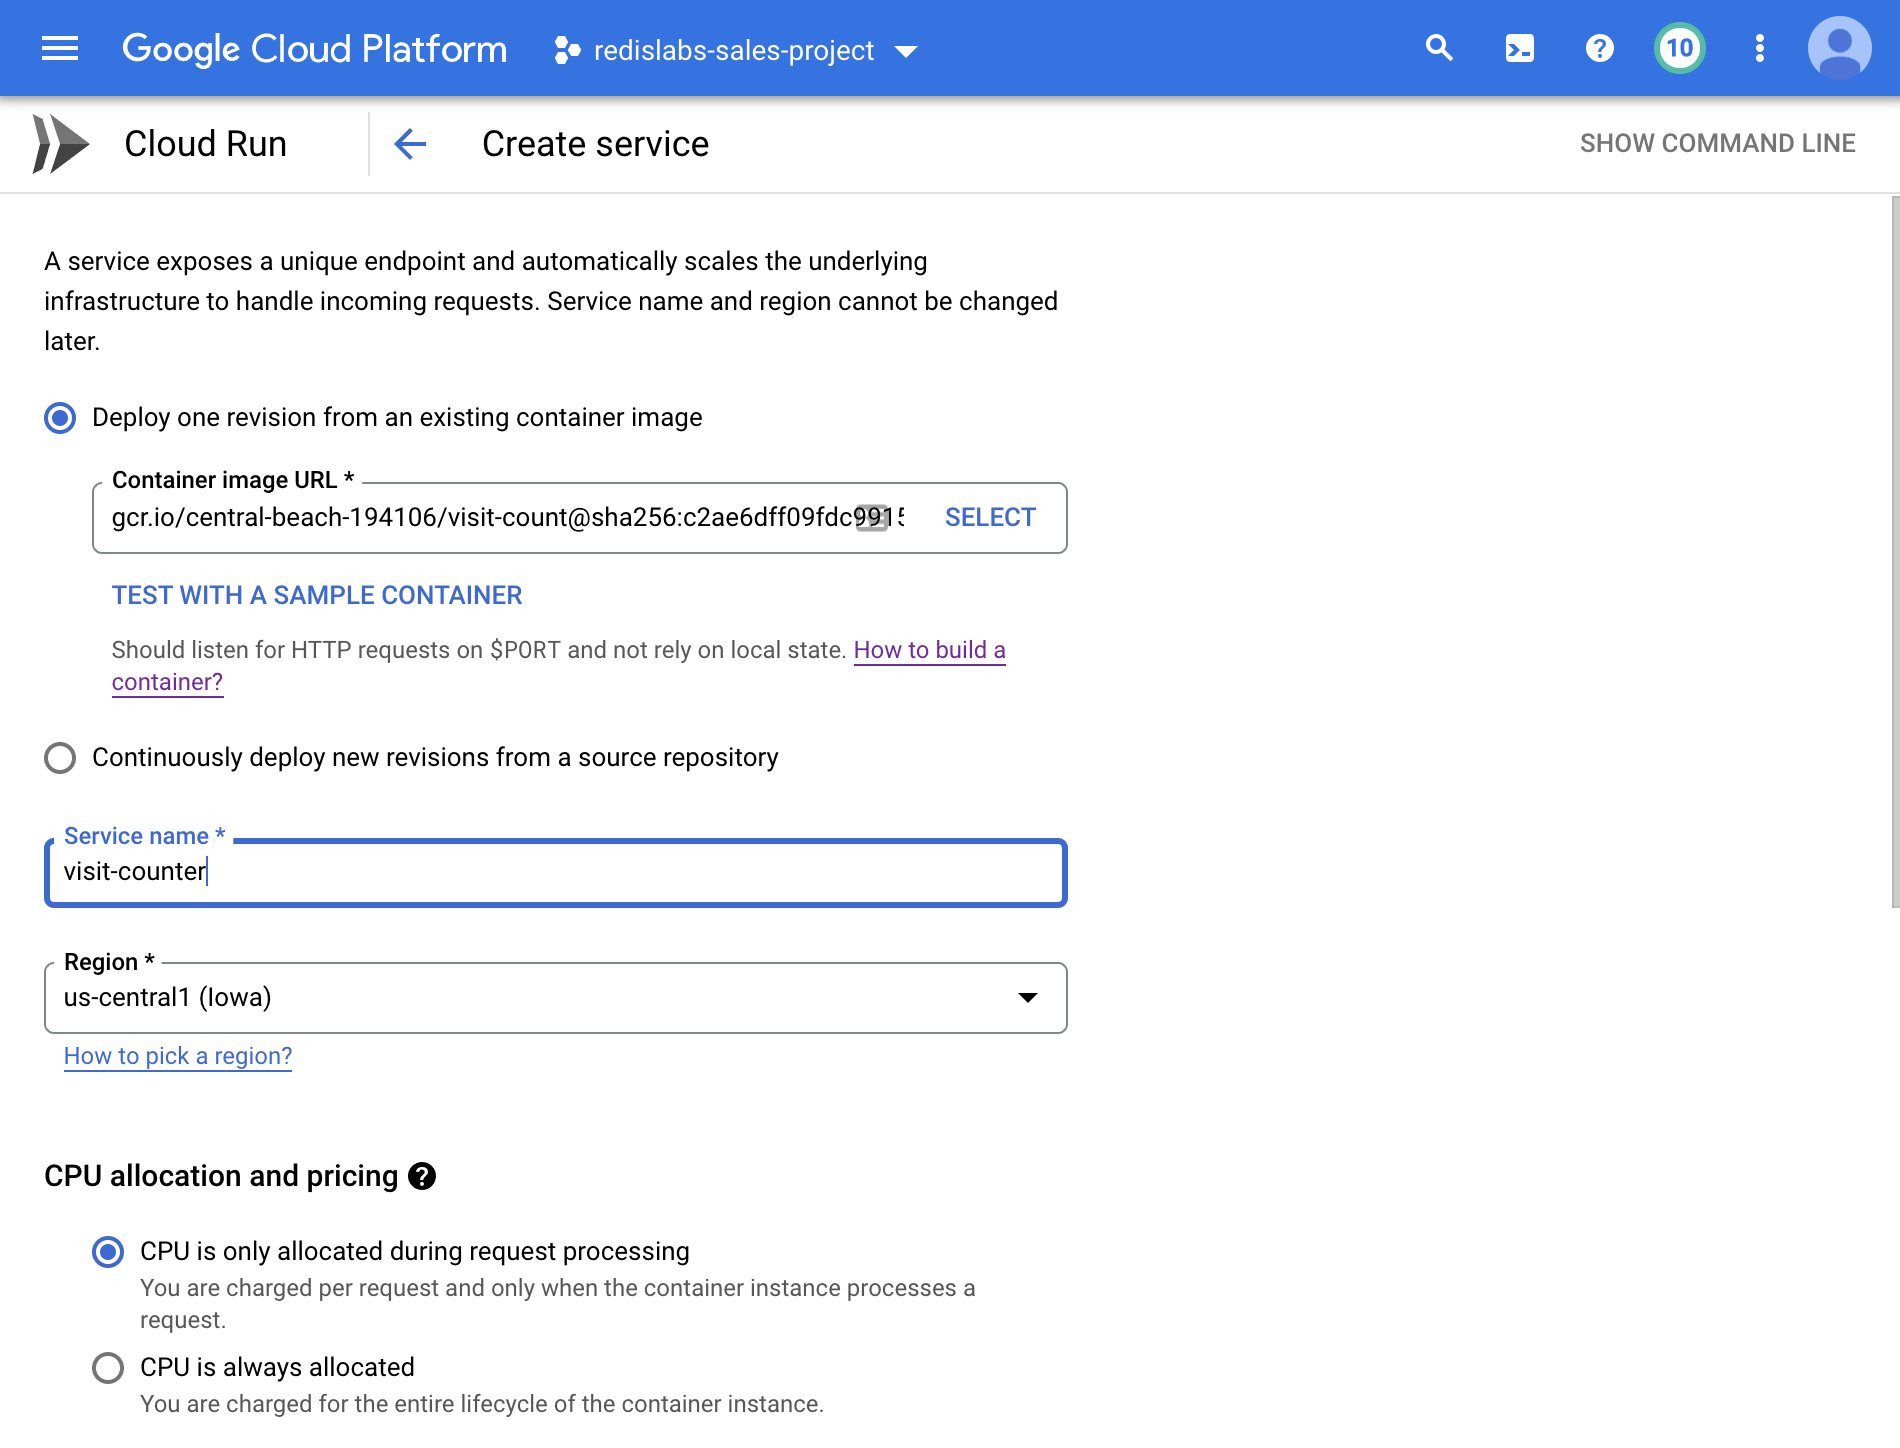 Google Cloud Platform redislabs-sales-project 10
Cloud Run Create service SHOW COMMAND LINE
A service exposes a unique endpoint and automatically scales the underlying
infrastructure to handle incoming requests. Service name and region cannot be changed
later.
Deploy one revision from an existing container image
Container image URL *
gcr.io/central-beach-194106/visit-count@sha256:c2ae6dff09fdc9915 SELECT
TEST WITH A SAMPLE CONTAINER
Should listen for HTTP requests on $PORT and not rely on local state. How to build a
container?
Continuously deploy new revisions from a source repository
Service name *
visit-counter
Region *
us-central1 (Iowa)
How to pick a region?
CPU allocation and pricing
CPU is only allocated during request processing
You are charged per request and only when the container instance processes a
request.
CPU is always allocated
You are charged for the entire lifecycle of the container instance.